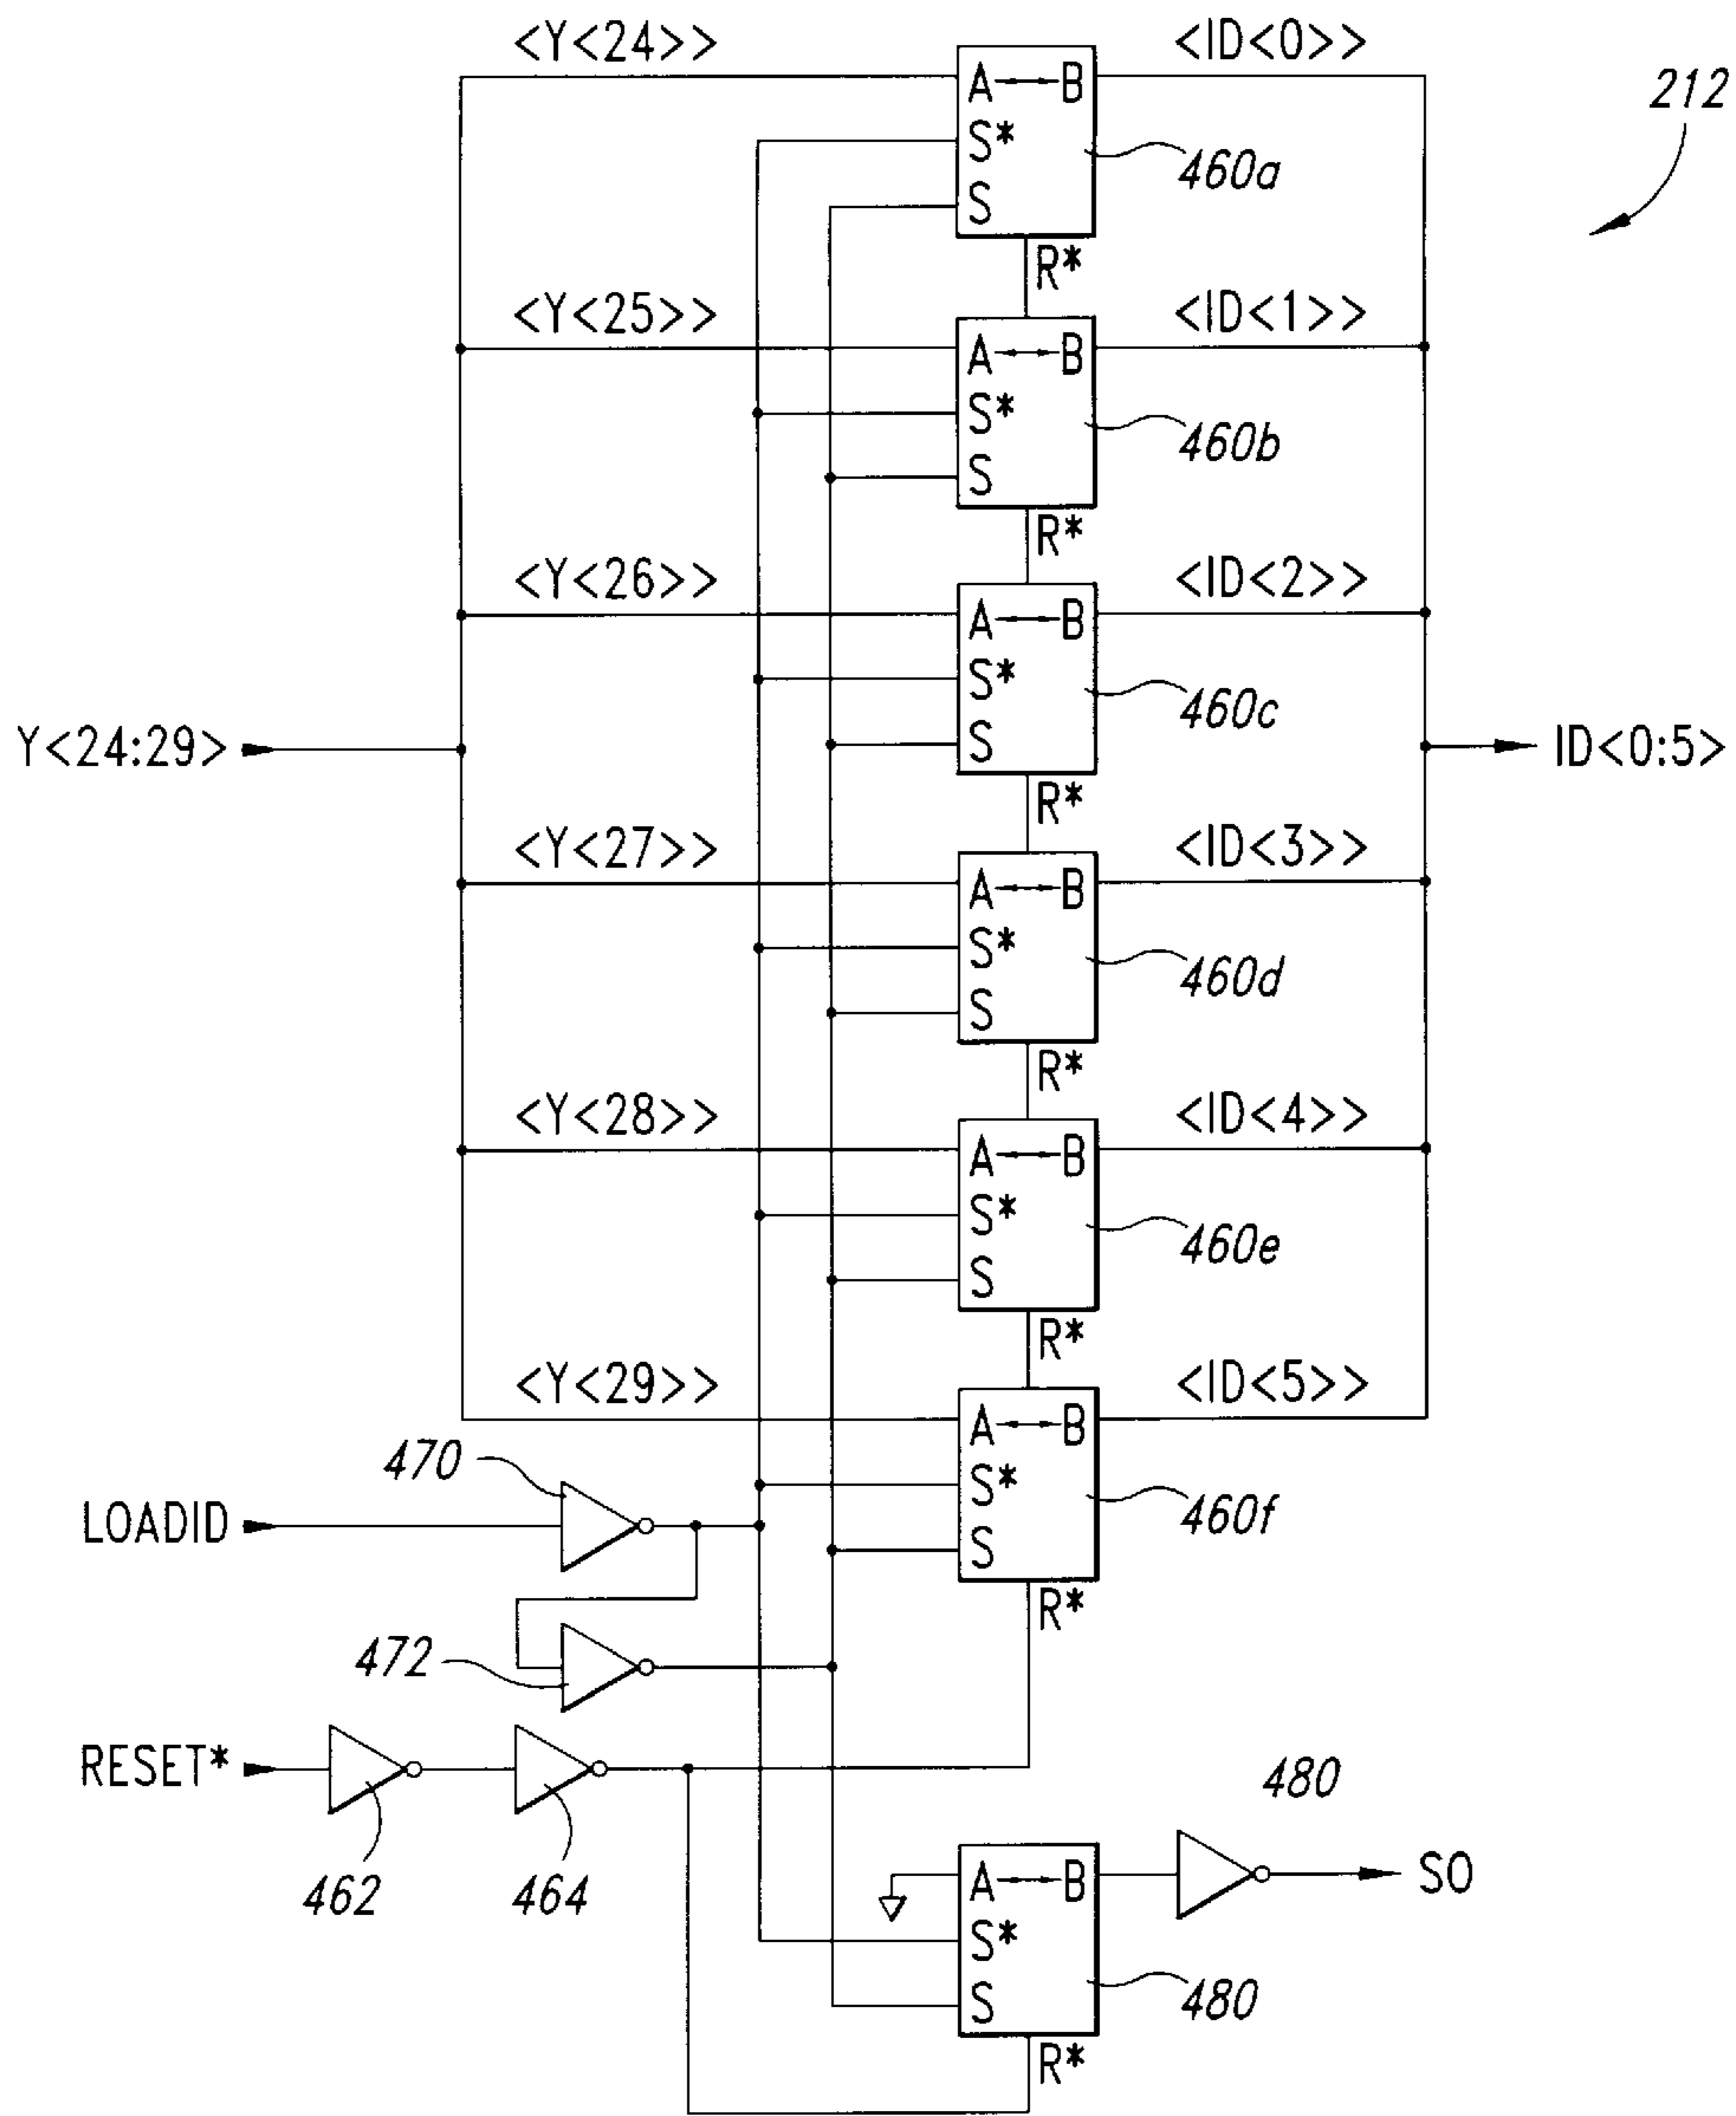 <Y<24>> <ID<0>>
212
A B
S*
460a
S
R*
<Y<25>> <ID<1>>
A B
S*
460b
S
R*
<Y<26>> <ID<2>>
A B
S*
460c
S
Y<24:29> ID<0:5>
R*
<Y<27>> <ID<3>>
A B
S*
460d
S
R*
<Y<28>> <ID<4>>
A B
S*
460e
S
R*
<Y<29>> <ID<5>>
A B
470
S*
LOADID
460f
S
R*
472
RESET*
480
462
464
A B
SO
S*
480
S
R*